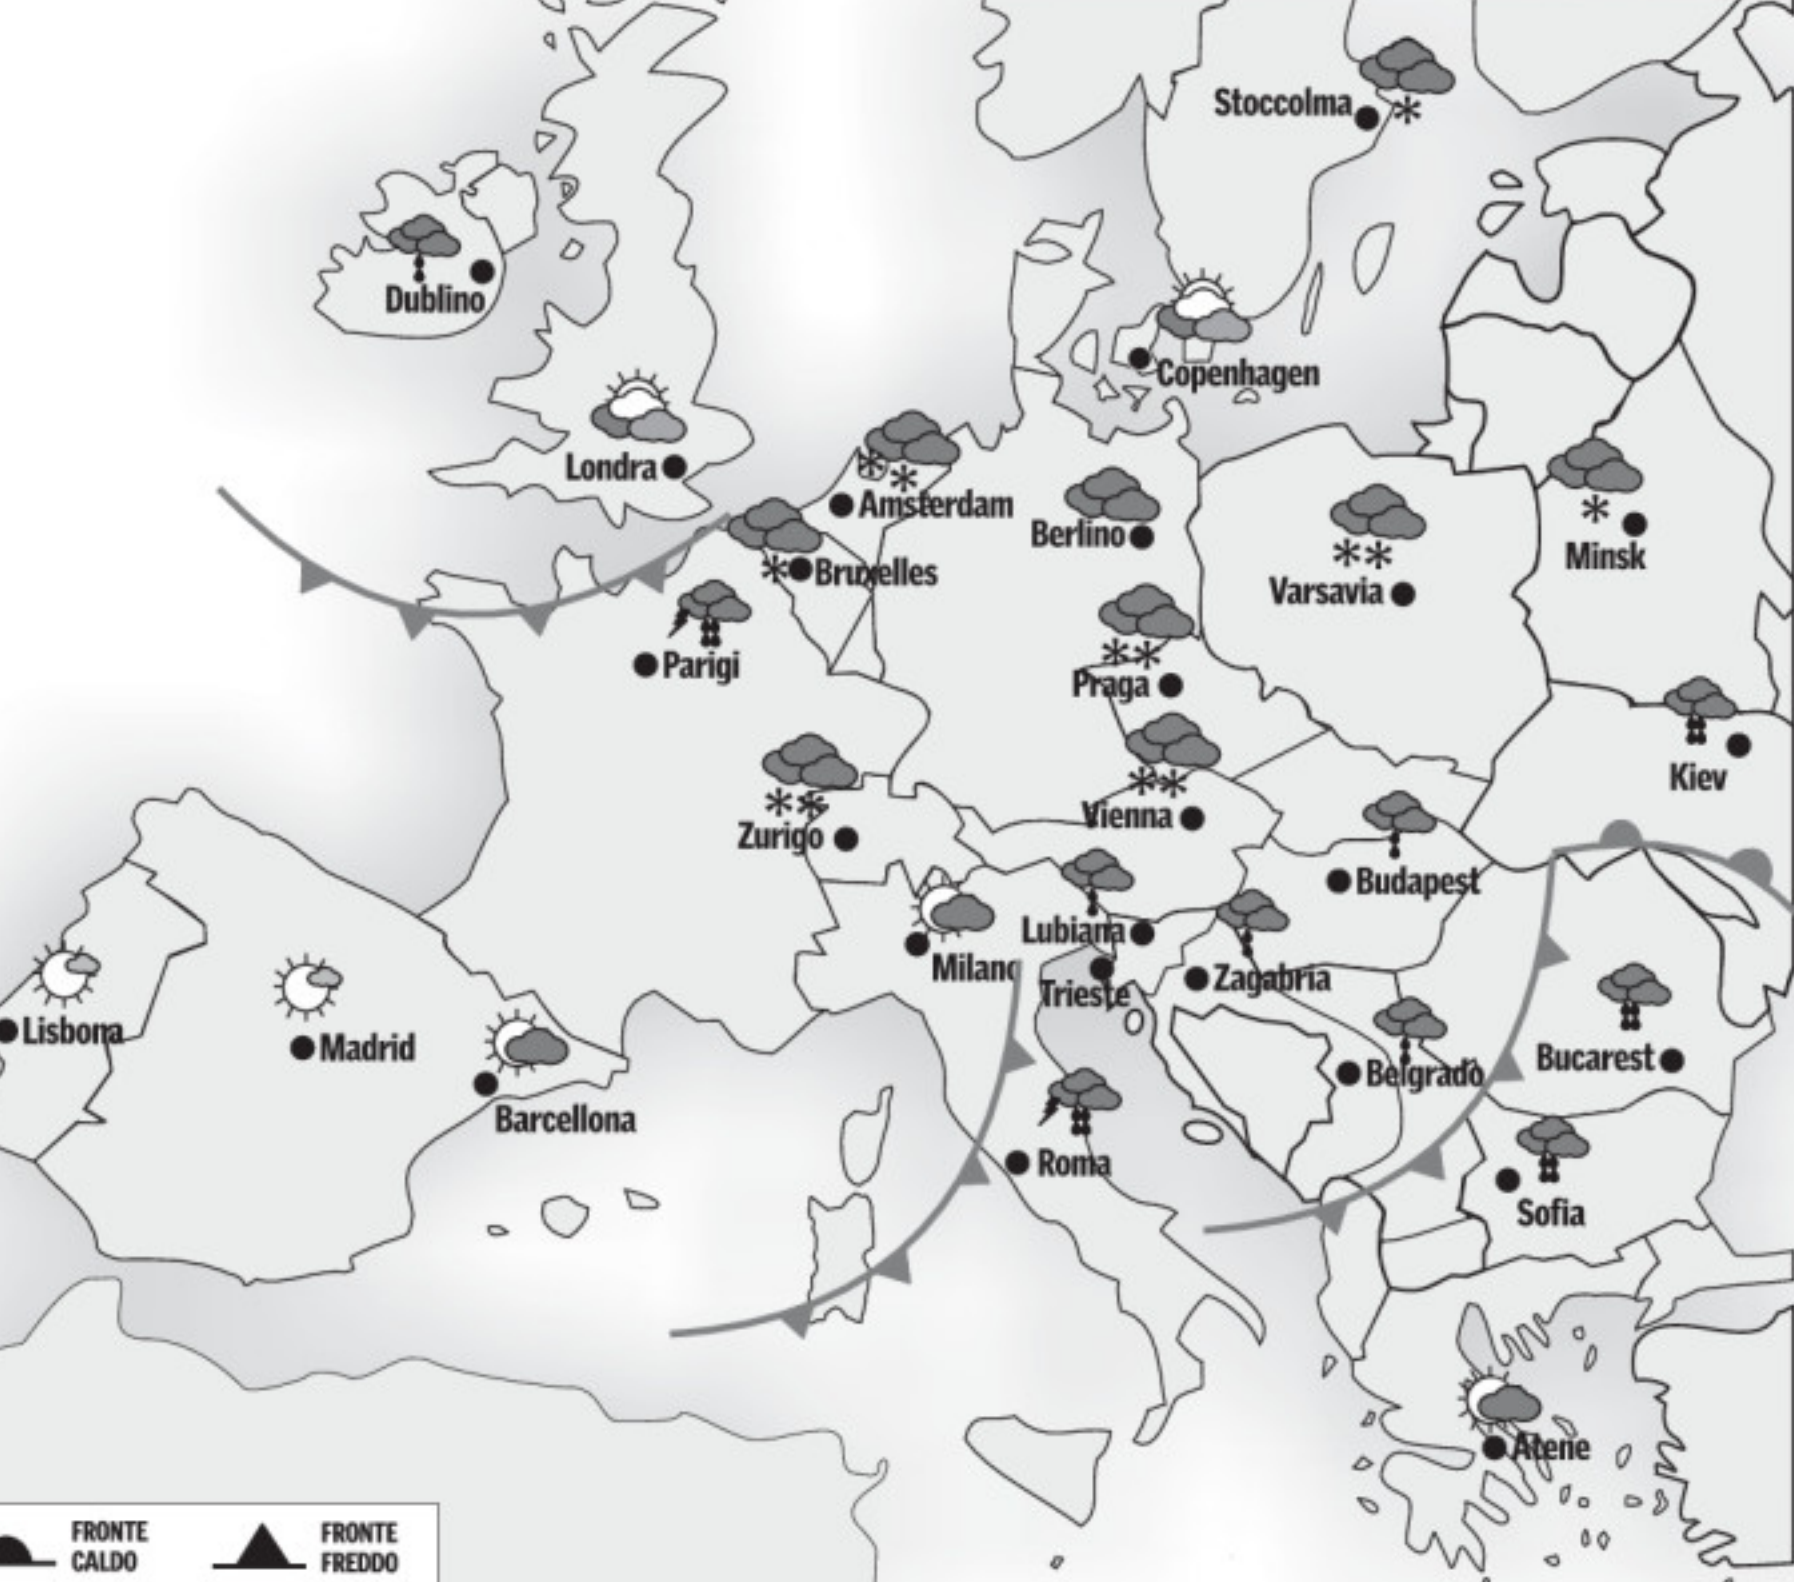 Stoccolma
Dublino
Copenhagen
Londra
Amsterdam
Berlino
Bruxelles
Minsk
Varsavia
Parigi
Praga
Kiev
Vienna
Zurigo
Budapest
Lubiana
Milano
Zagabria
Trieste
Lisbona
Madrid
Belgrado
Bucarest
Barcellona
Roma
Sofia
Atene
FRONTE
CALDO
FRONTE
FREDDO